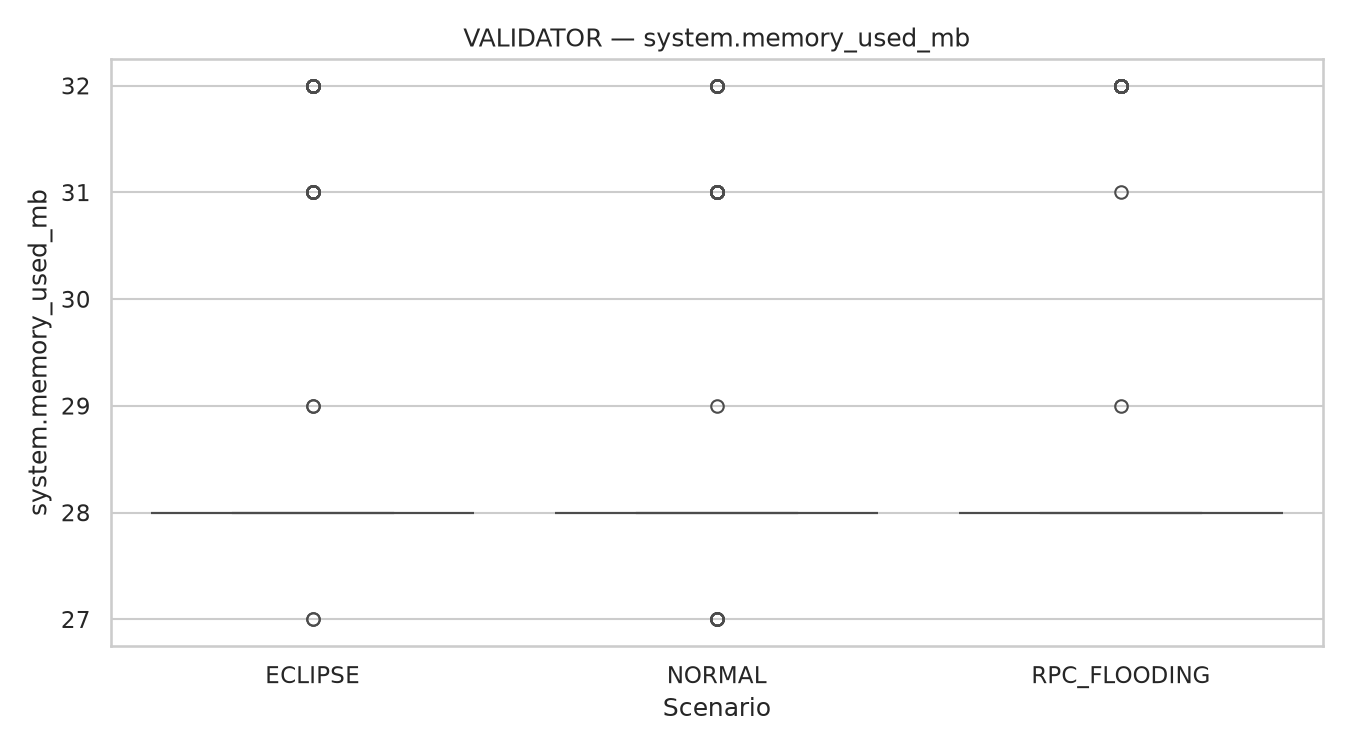 VALIDATOR — system.memory_used_mb
system.memory_used_mb
32
31
30
29
28
27
ECLIPSE
NORMAL
RPC_FLOODING
Scenario